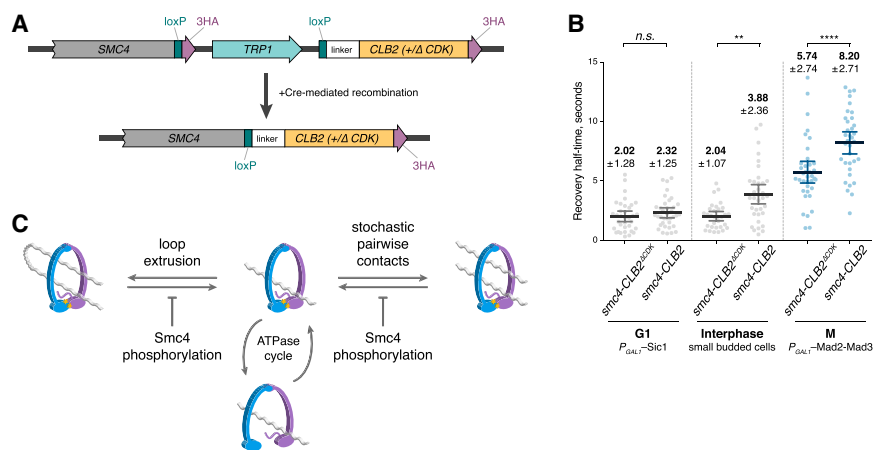 A
loxP
3HA
loxP
3HA
SMC4
TRP1
linker
CLB2 (+/Δ CDK)
+Cre-mediated recombination
SMC4
linker
CLB2 (+/Δ CDK)
loxP
3HA
B
n.s.
**
****
5.74
±2.74
8.20
±2.71
3.88
±2.36
2.02
±1.28
2.32
±1.25
2.04
±1.07
Recovery half-time, seconds
15
10
5
0
smc4-CLB2ΔCDK
smc4-CLB2
smc4-CLB2ΔCDK
smc4-CLB2
smc4-CLB2ΔCDK
smc4-CLB2
G1
Interphase
M
PGAL1–Sic1
small budded cells
PGAL1–Mad2-Mad3
C
loop
extrusion
stochastic
pairwise
contacts
Smc4
phosphorylation
ATPase
cycle
Smc4
phosphorylation